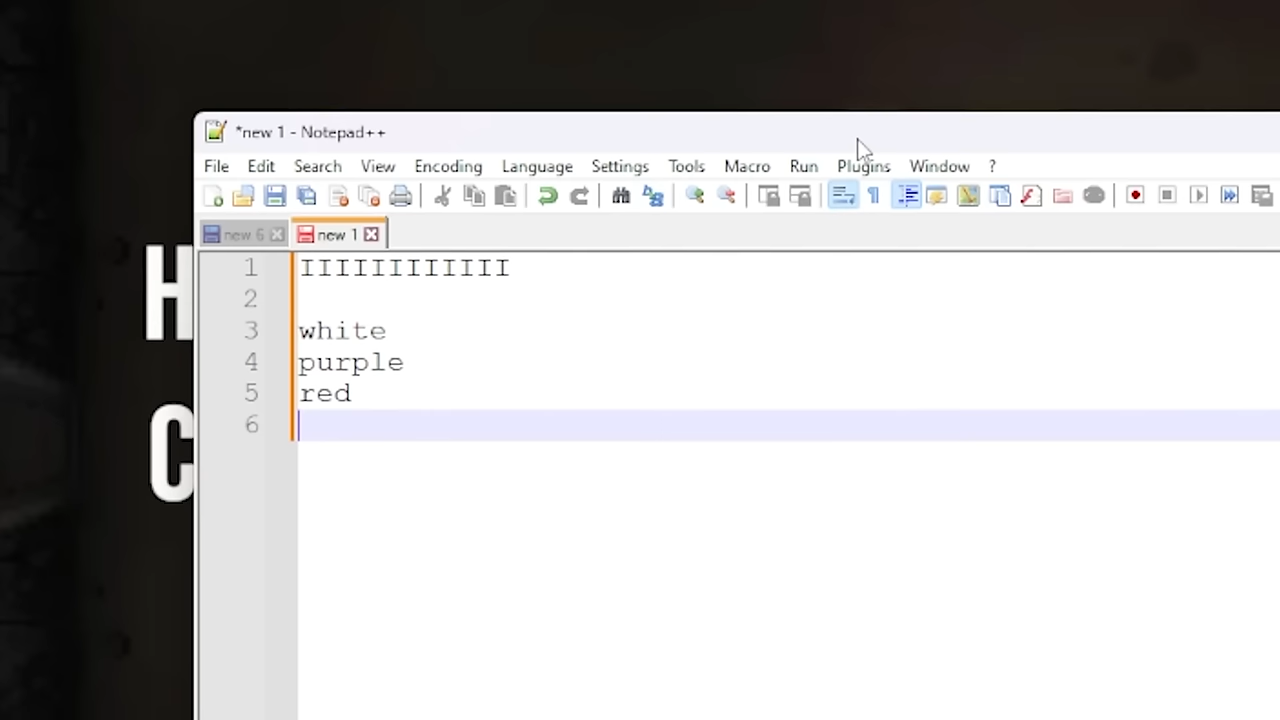 *new 1 - Notepad++
File Edit Search View Encoding Language Settings Tools Macro Run Plugins Window ?
new 6 new 1
1 IIIIIIIIIIII
2
3 white
4 purple
5 red
6
H
C